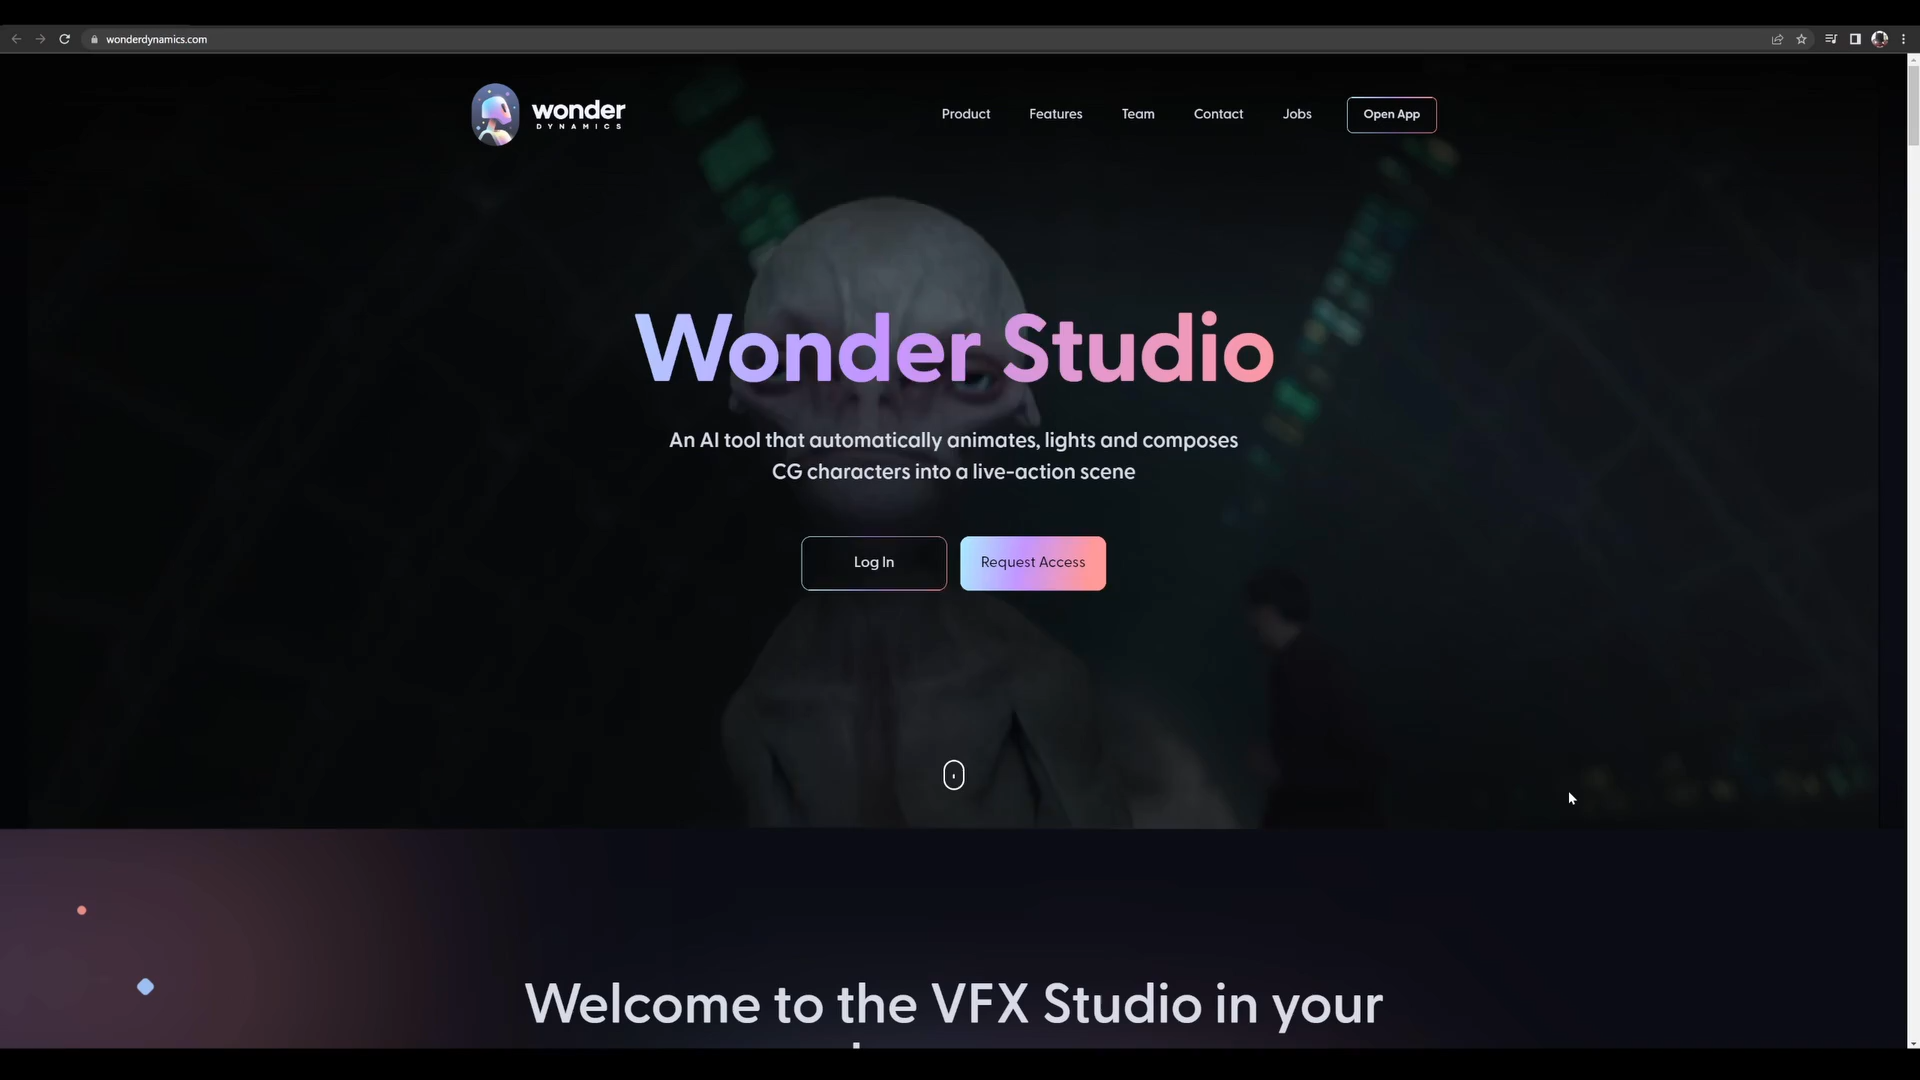 wonderdynamics.com
wonder
DYNAMICS
Product
Features
Team
Contact
Jobs
Open App
Wonder Studio
An AI tool that automatically animates, lights and composes
CG characters into a live-action scene
Log In
Request Access
Welcome to the VFX Studio in your